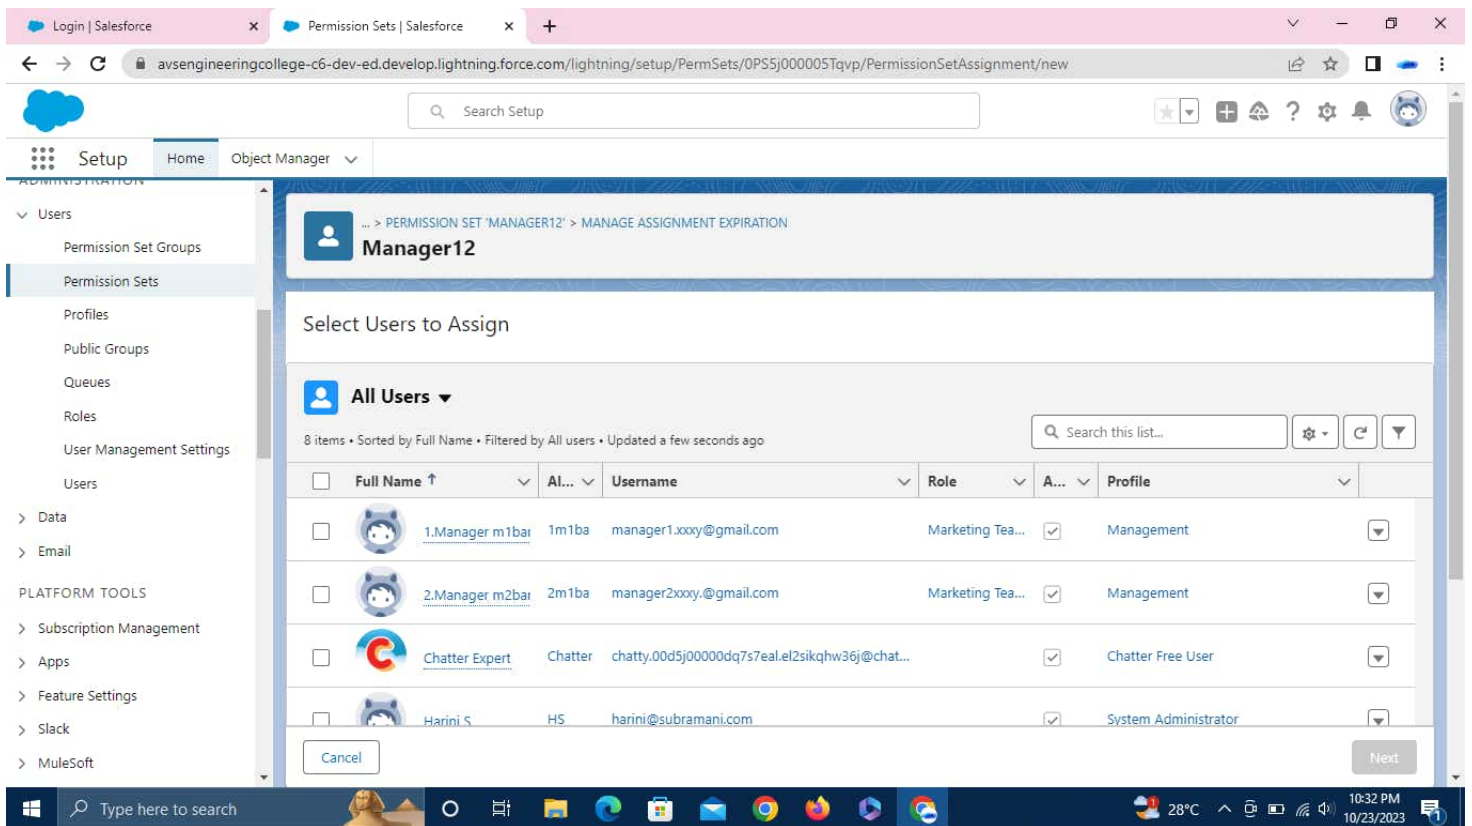 Login | Salesforce
Permission Sets | Salesforce
avsengineeringcollege-c6-dev-ed.develop.lightning.force.com/lightning/setup/PermSets/0PS5j000005Tqvp/PermissionSetAssignment/new
Search Setup
Setup
Home
Object Manager
ADMINISTRATION
Users
Permission Set Groups
Permission Sets
Profiles
Public Groups
Queues
Roles
User Management Settings
Users
Data
Email
PLATFORM TOOLS
Subscription Management
Apps
Feature Settings
Slack
MuleSoft
... > PERMISSION SET 'MANAGER12' > MANAGE ASSIGNMENT EXPIRATION
Manager12
Select Users to Assign
All Users
8 items • Sorted by Full Name • Filtered by All users • Updated a few seconds ago
Search this list...
Full Name ↑ Al... Username Role A... Profile
1.Manager m1bar 1m1ba manager1.xxxy@gmail.com Marketing Tea... Management
2.Manager m2bar 2m1ba manager2xxxy.@gmail.com Marketing Tea... Management
Chatter Expert Chatter chatty.00d5j00000dq7s7eal.el2sikqhw36j@chat... Chatter Free User
Harini S HS harini@subramani.com System Administrator
Cancel
Next
Type here to search
28°C
10:32 PM
10/23/2023
1